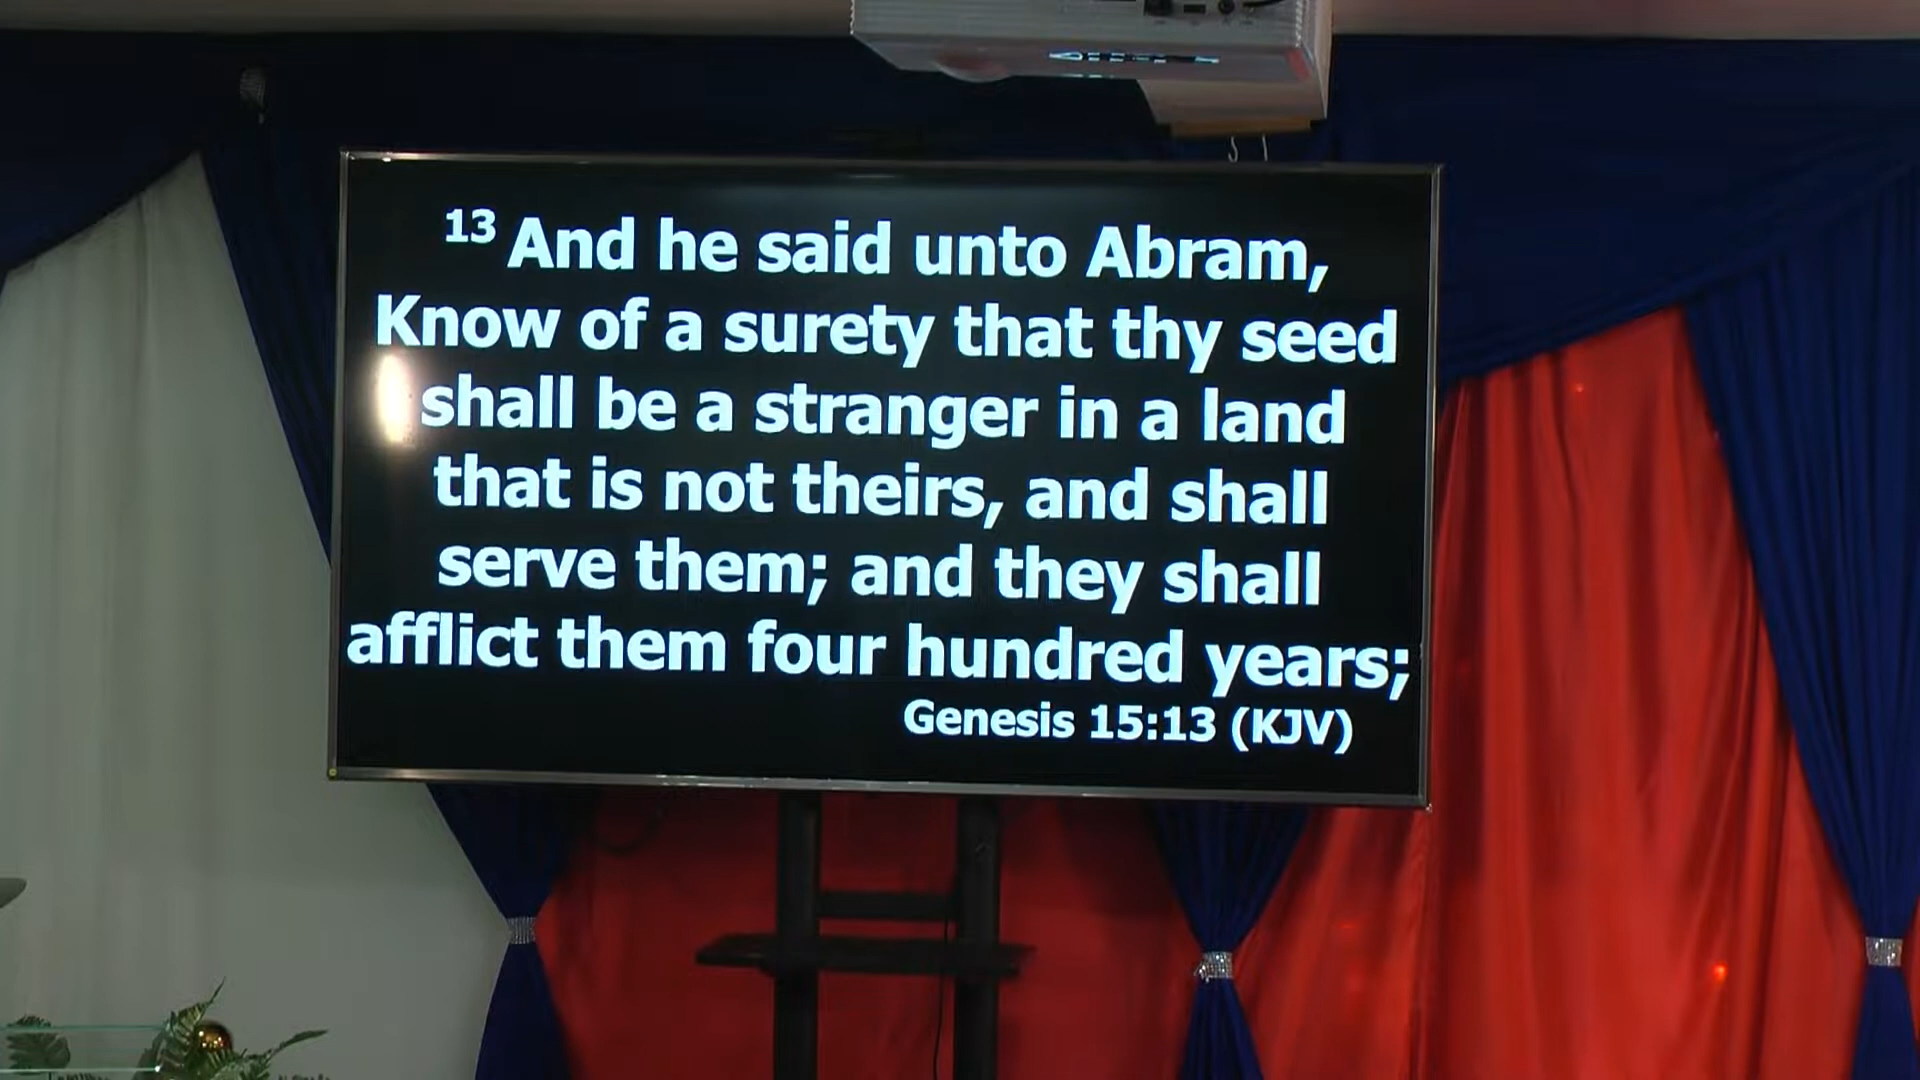 13 And he said unto Abram,
Know of a surety that thy seed
shall be a stranger in a land
that is not theirs, and shall
serve them; and they shall
afflict them four hundred years;
Genesis 15:13 (KJV)